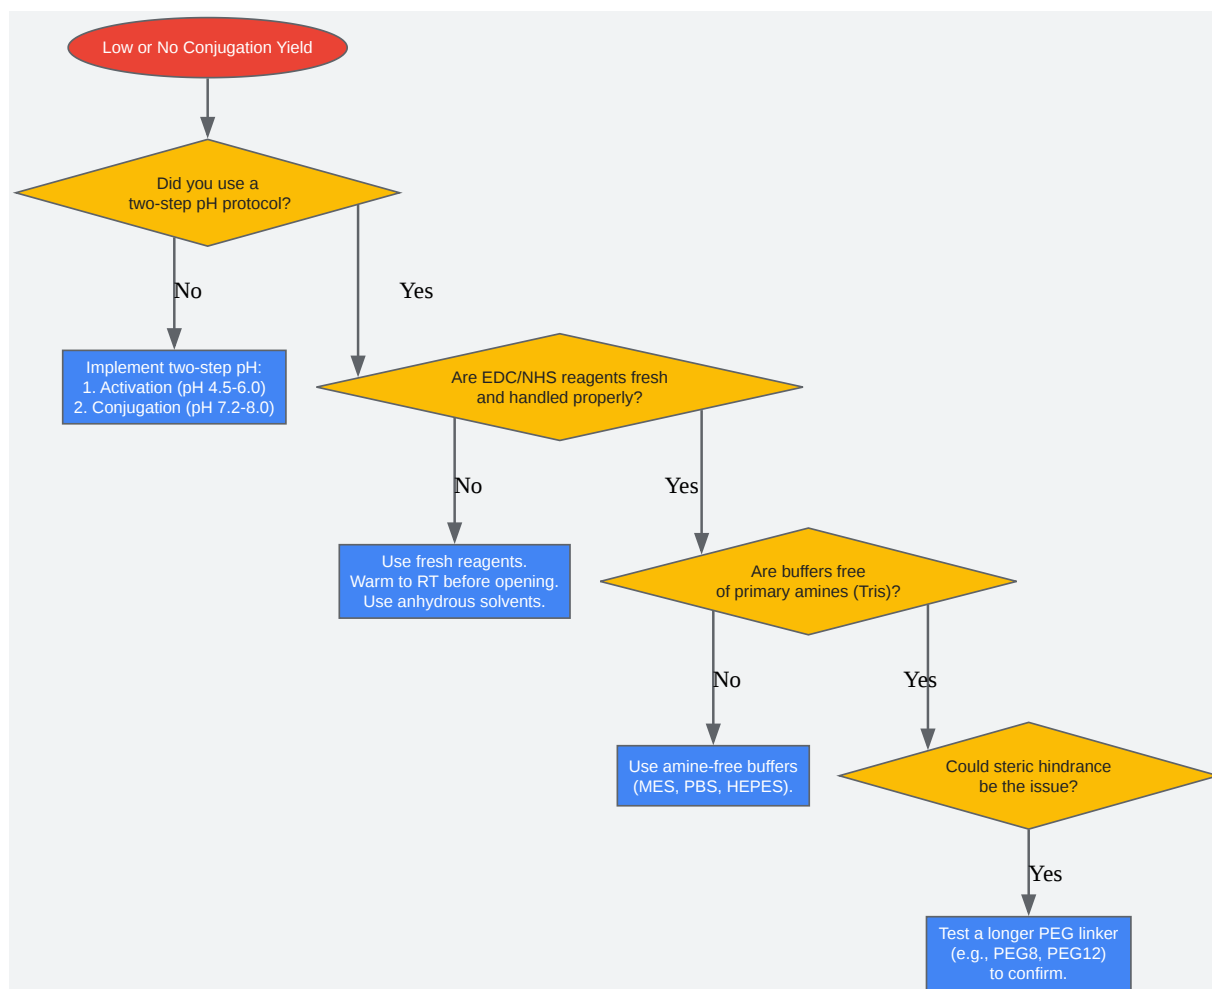 Low or No Conjugation Yield
Did you use a
two-step pH protocol?
No
Yes
Implement two-step pH:
1. Activation (pH 4.5-6.0)
2. Conjugation (pH 7.2-8.0)
Are EDC/NHS reagents fresh
and handled properly?
No
Yes
Use fresh reagents.
Warm to RT before opening.
Use anhydrous solvents.
Are buffers free
of primary amines (Tris)?
No
Yes
Use amine-free buffers
(MES, PBS, HEPES).
Could steric hindrance
be the issue?
Yes
Test a longer PEG linker
(e.g., PEG8, PEG12)
to confirm.